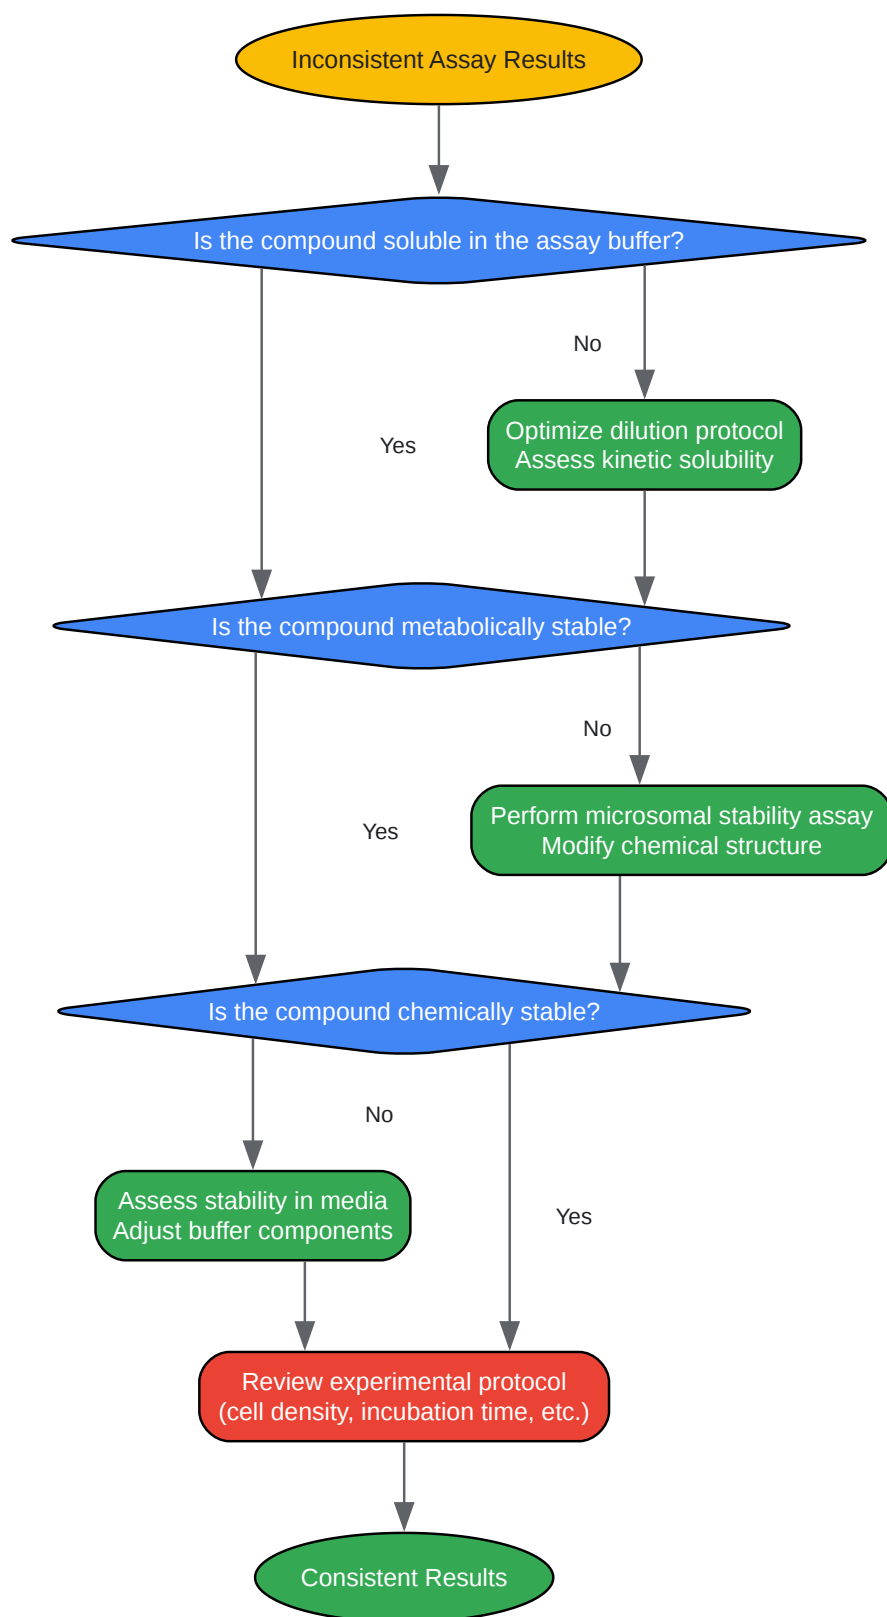 Inconsistent Assay Results
Is the compound soluble in the assay buffer?
No
Optimize dilution protocol
Assess kinetic solubility
Yes
Is the compound metabolically stable?
No
Perform microsomal stability assay
Modify chemical structure
Yes
Is the compound chemically stable?
No
Assess stability in media
Adjust buffer components
Yes
Review experimental protocol
(cell density, incubation time, etc.)
Consistent Results